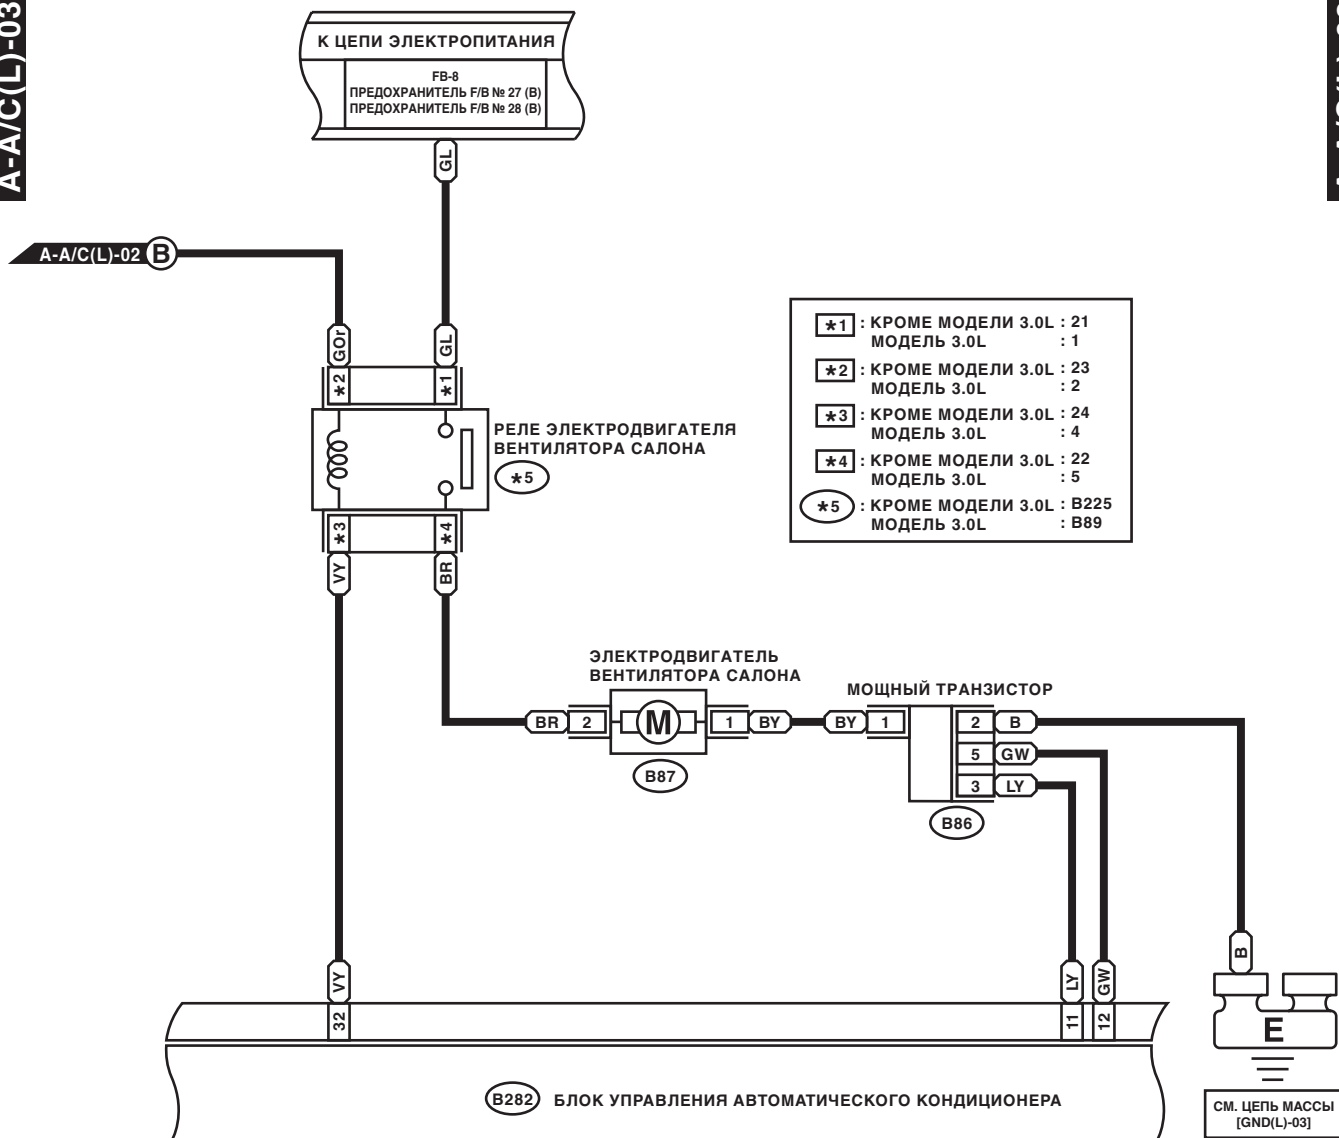 A-A/C(L)-03
К ЦЕПИ ЭЛЕКТРОПИТАНИЯ
FB-8
ПРЕДОХРАНИТЕЛЬ F/B № 27 (B)
ПРЕДОХРАНИТЕЛЬ F/B № 28 (B)
GL
A-A/C(L)-02 B
GOr
GL
*2
*1
РЕЛЕ ЭЛЕКТРОДВИГАТЕЛЯ
ВЕНТИЛЯТОРА САЛОНА
*5
*3
*4
VY
BR
*1 : КРОМЕ МОДЕЛИ 3.0L : 21
МОДЕЛЬ 3.0L : 1
*2 : КРОМЕ МОДЕЛИ 3.0L : 23
МОДЕЛЬ 3.0L : 2
*3 : КРОМЕ МОДЕЛИ 3.0L : 24
МОДЕЛЬ 3.0L : 4
*4 : КРОМЕ МОДЕЛИ 3.0L : 22
МОДЕЛЬ 3.0L : 5
*5 : КРОМЕ МОДЕЛИ 3.0L : B225
МОДЕЛЬ 3.0L : B89
ЭЛЕКТРОДВИГАТЕЛЬ
ВЕНТИЛЯТОРА САЛОНА
BR 2 M 1 BY
B87
МОЩНЫЙ ТРАНЗИСТОР
BY 1
2 B
5 GW
3 LY
B86
VY
32
LY
11
GW
12
B
E
B282 БЛОК УПРАВЛЕНИЯ АВТОМАТИЧЕСКОГО КОНДИЦИОНЕРА
СМ. ЦЕПЬ МАССЫ
[GND(L)-03]